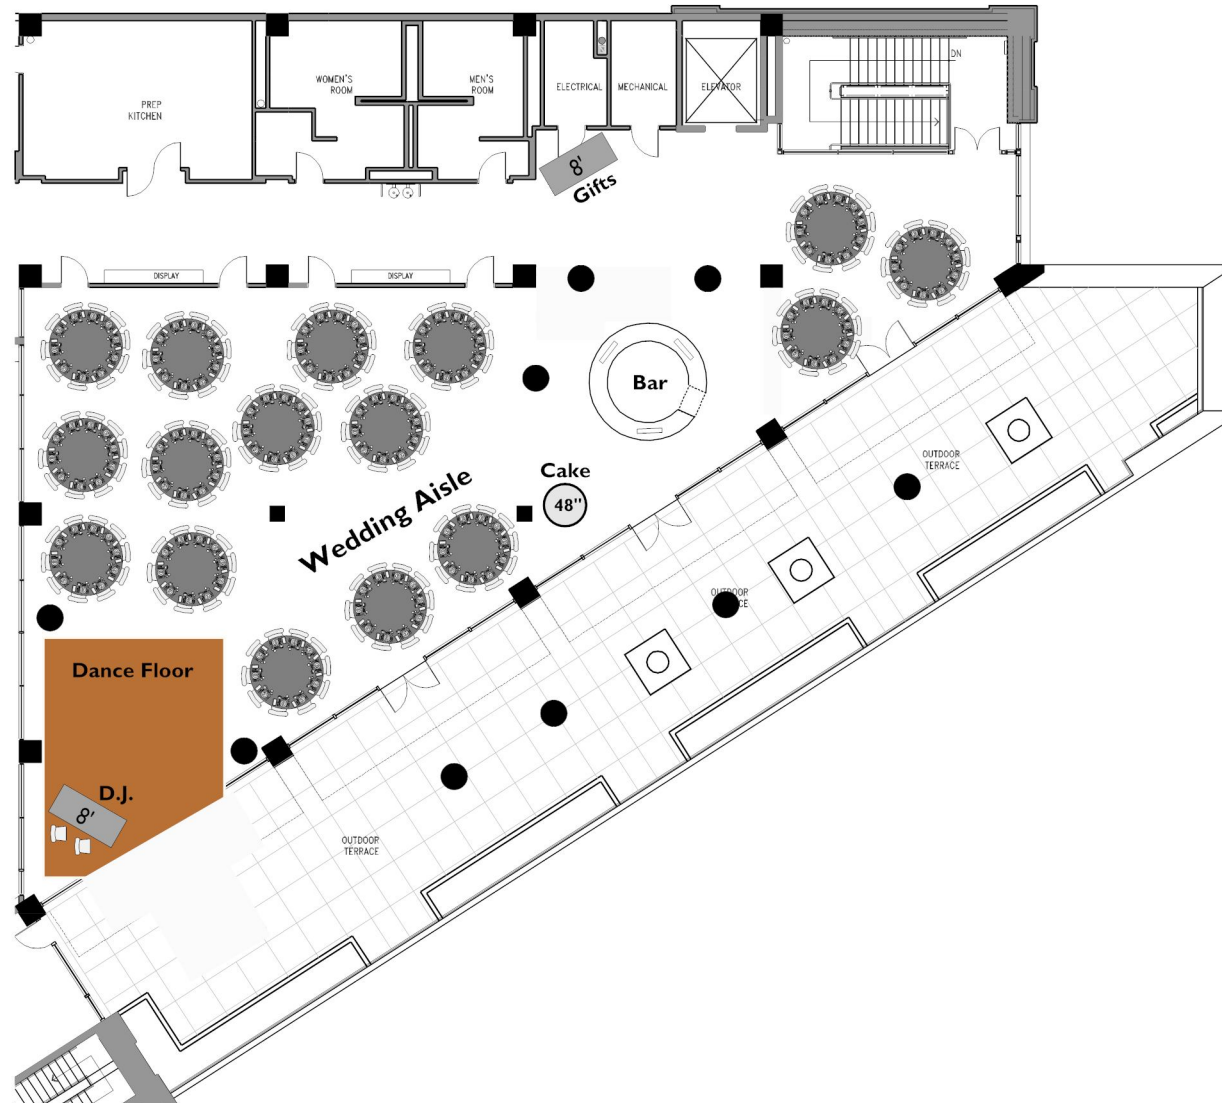 WOMEN'S
ROOM
MEN'S
ROOM
PREP
KITCHEN
ELECTRICAL
MECHANICAL
ELEVATOR
DN
8'
Gifts
DISPLAY
DISPLAY
Bar
Cake
48"
Wedding Aisle
OUTDOOR
TERRACE
OUTDOOR
Dance Floor
D.J.
8'
OUTDOOR
TERRACE